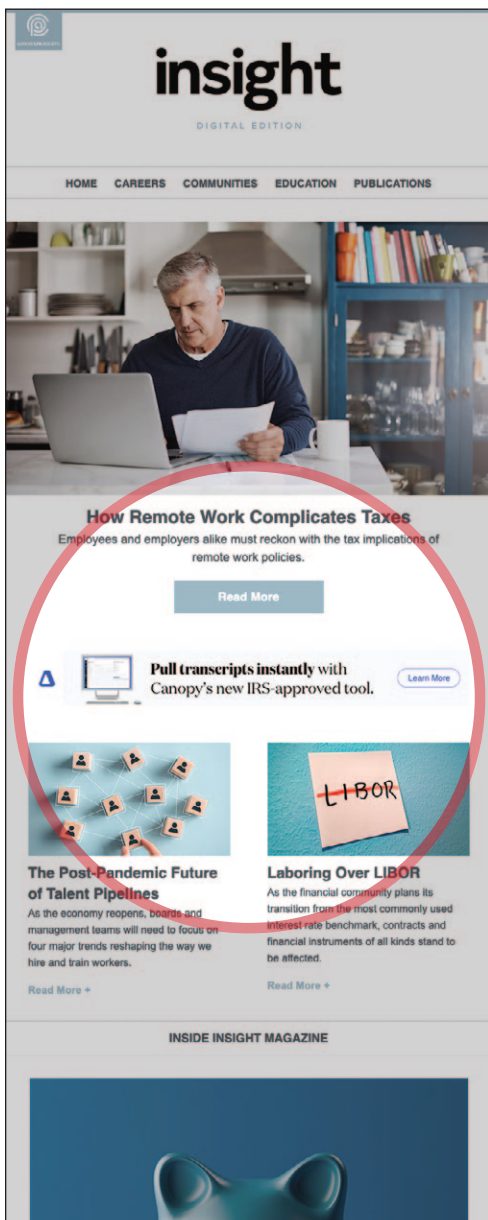 insight
DIGITAL EDITION
HOME CAREERS COMMUNITIES EDUCATION PUBLICATIONS
How Remote Work Complicates Taxes
Employees and employers alike must reckon with the tax implications of
remote work policies.
Read More
Pull transcripts instantly with
Canopy's new IRS-approved tool.
Learn More
LIBOR
The Post-Pandemic Future
of Talent Pipelines
As the economy reopens, boards and
management teams will need to focus on
four major trends reshaping the way we
hire and train workers.
Read More +
Laboring Over LIBOR
As the financial community plans its
transition from the most commonly used
interest rate benchmark, contracts and
financial instruments of all kinds stand to
be affected.
Read More +
INSIDE INSIGHT MAGAZINE